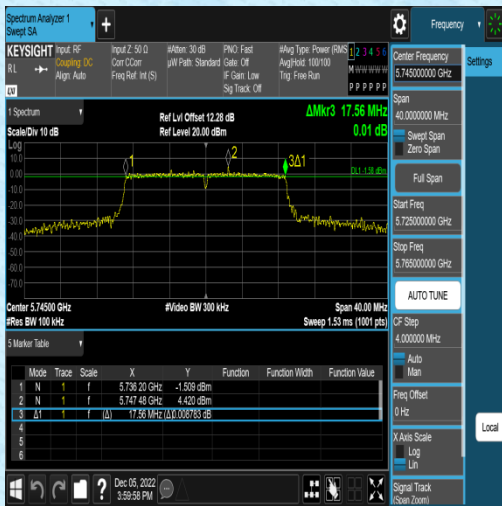 Spectrum Analyzer 1
Swept SA
+
Frequency
KEYSIGHT
Input: RF
Coupling: DC
Align: Auto
Input Z: 50 Ω
Corr CCorr
Freq Ref: Int (S)
#Atten: 30 dB
µW Path: Standard
PNO: Fast
Gate: Off
IF Gain: Low
Sig Track: Off
#Avg Type: Power (RMS
Avg|Hold: 100/100
Trig: Free Run
1 2 3 4 5 6
M W W W W W
P P P P P P
RL
LXI
1 Spectrum
Scale/Div 10 dB
Ref Lvl Offset 12.28 dB
Ref Level 20.00 dBm
ΔMkr3 17.56 MHz
0.01 dB
Log
10.0
0.00
-10.0
-20.0
-30.0
-40.0
-50.0
-60.0
-70.0
1
2
3Δ1
Center 5.74500 GHz
#Res BW 100 kHz
#Video BW 300 kHz
Span 40.00 MHz
Sweep 1.53 ms (1001 pts)
5 Marker Table
Mode Trace Scale X Y Function Function Width Function Value
1 N 1 f 5.736 20 GHz -1.509 dBm
2 N 1 f 5.747 48 GHz 4.420 dBm
3 Δ1 1 f (Δ) 17.56 MHz (Δ) 0.008783 dB
4
5
6
Dec 05, 2022
3:59:58 PM
?
Center Frequency
5.745000000 GHz
Settings
Span
40.0000000 MHz
Swept Span
Zero Span
Full Span
Start Freq
5.725000000 GHz
Stop Freq
5.765000000 GHz
AUTO TUNE
CF Step
4.000000 MHz
Auto
Man
Freq Offset
0 Hz
X Axis Scale
Log
Lin
Local
Signal Track
(Span Zoom)